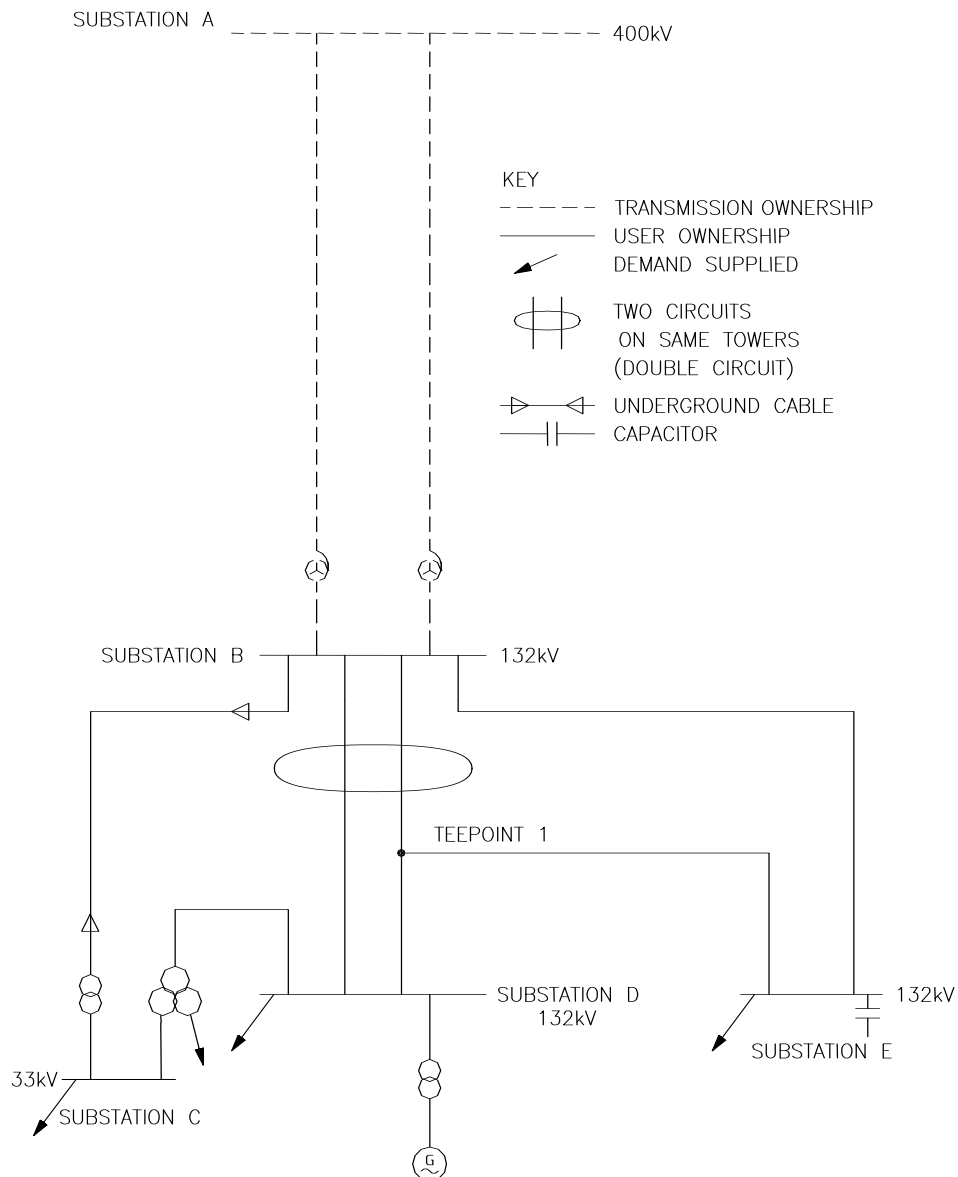 SUBSTATION A
400kV
KEY
TRANSMISSION OWNERSHIP
USER OWNERSHIP
DEMAND SUPPLIED
TWO CIRCUITS
ON SAME TOWERS
(DOUBLE CIRCUIT)
UNDERGROUND CABLE
CAPACITOR
SUBSTATION B
132kV
TEEPOINT 1
SUBSTATION D
132kV
132kV
SUBSTATION E
33kV
SUBSTATION C
G